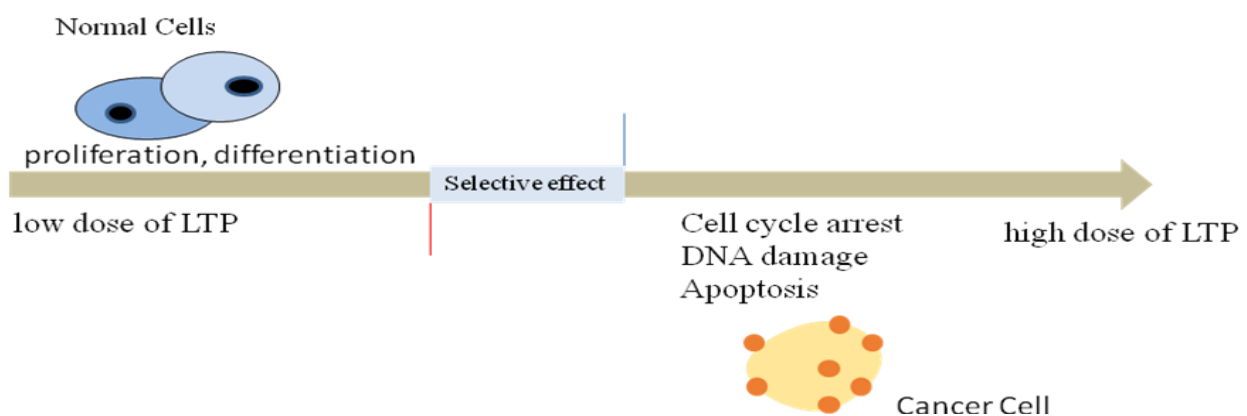 Normal Cells
proliferation, differentiation
Selective effect
low dose of LTP
Cell cycle arrest
DNA damage
Apoptosis
high dose of LTP
Cancer Cell